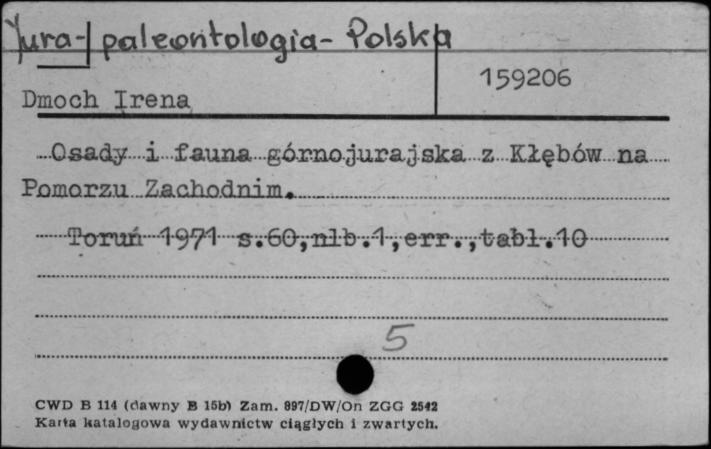 Jura- paleontologia - Polska
159206
Dmoch Irena
Osady i fauna górnojurajska z Kłębów na
Pomorzu Zachodnim.
Toruń 1971 s.60,nlb.1,err.,tabl.10
5
CWD B 114 (dawny B 15b) Zam. 897/DW/On ZGG 2542
Karta katalogowa wydawnictw ciągłych i zwartych.